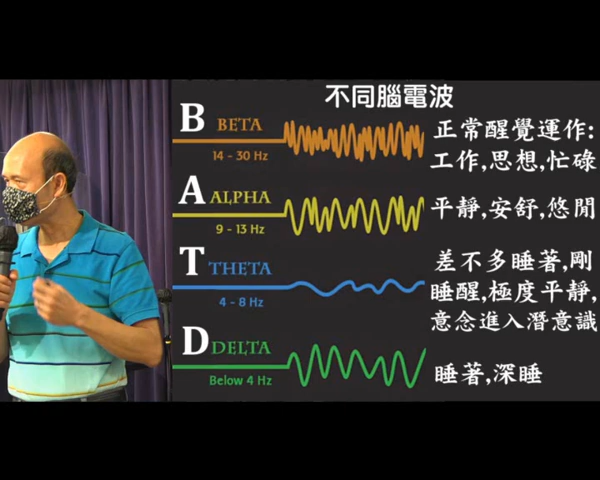 不同腦電波
B BETA
14 - 30 Hz
正常醒覺運作:
工作,思想,忙碌
A ALPHA
9 - 13 Hz
平靜,安舒,悠閒
T THETA
4 - 8 Hz
差不多睡著,剛
睡醒,極度平靜,
意念進入潛意識
D DELTA
Below 4 Hz
睡著,深睡